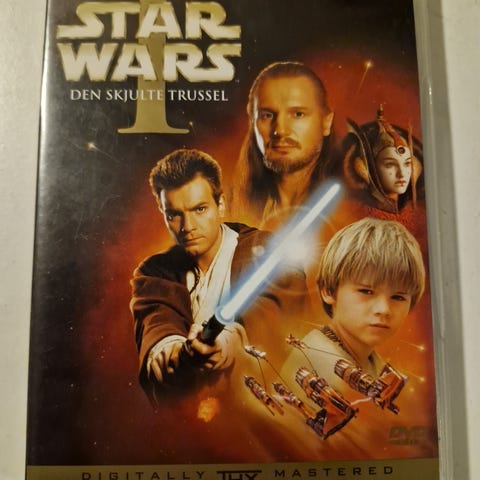 STAR
WARS
DEN SKJULTE TRUSSEL
I
DVD
DIGITALLY THX MASTERED